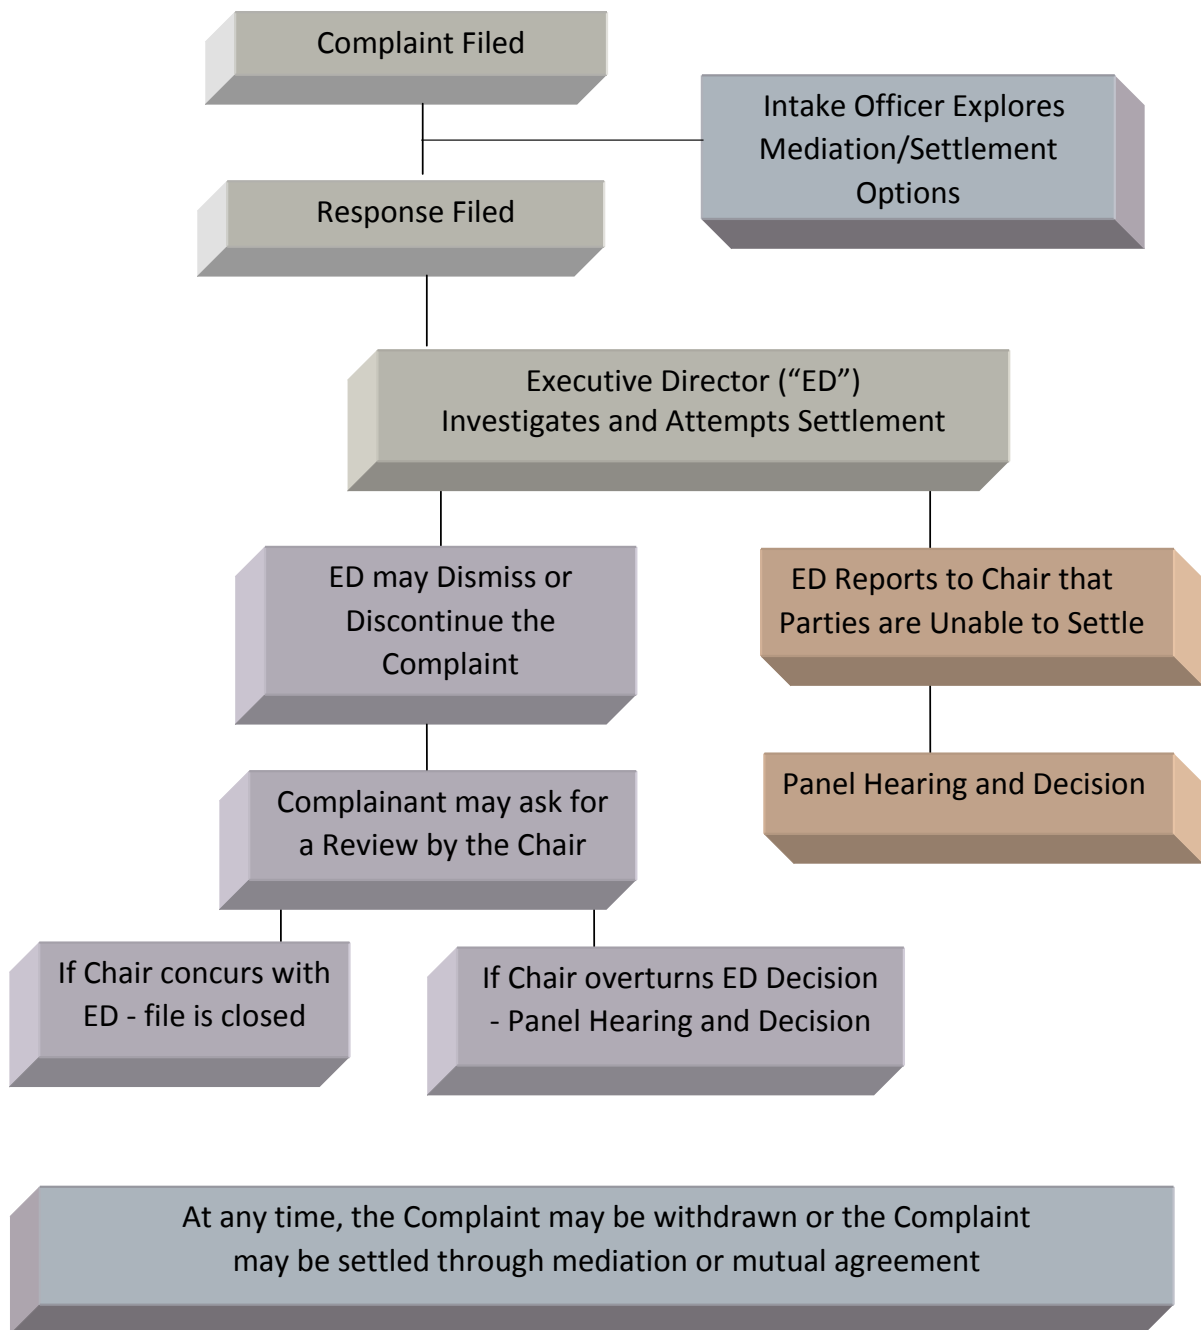 Complaint Filed
Intake Officer Explores
Mediation/Settlement
Options
Response Filed
Executive Director (“ED”)
Investigates and Attempts Settlement
ED may Dismiss or
Discontinue the
Complaint
ED Reports to Chair that
Parties are Unable to Settle
Complainant may ask for
a Review by the Chair
Panel Hearing and Decision
If Chair concurs with
ED - file is closed
If Chair overturns ED Decision
- Panel Hearing and Decision
At any time, the Complaint may be withdrawn or the Complaint
may be settled through mediation or mutual agreement